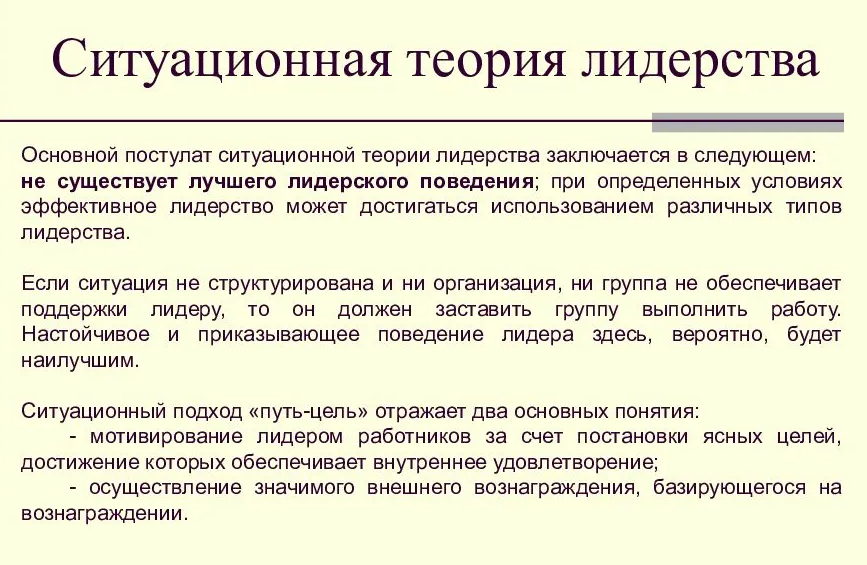 Ситуационная теория лидерства
Основной постулат ситуационной теории лидерства заключается в следующем:
не существует лучшего лидерского поведения; при определенных условиях
эффективное лидерство может достигаться использованием различных типов
лидерства.
Если ситуация не структурирована и ни организация, ни группа не обеспечивает
поддержки лидеру, то он должен заставить группу выполнить работу.
Настойчивое и приказывающее поведение лидера здесь, вероятно, будет
наилучшим.
Ситуационный подход «путь-цель» отражает два основных понятия:
- мотивирование лидером работников за счет постановки ясных целей,
достижение которых обеспечивает внутреннее удовлетворение;
- осуществление значимого внешнего вознаграждения, базирующегося на
вознаграждении.